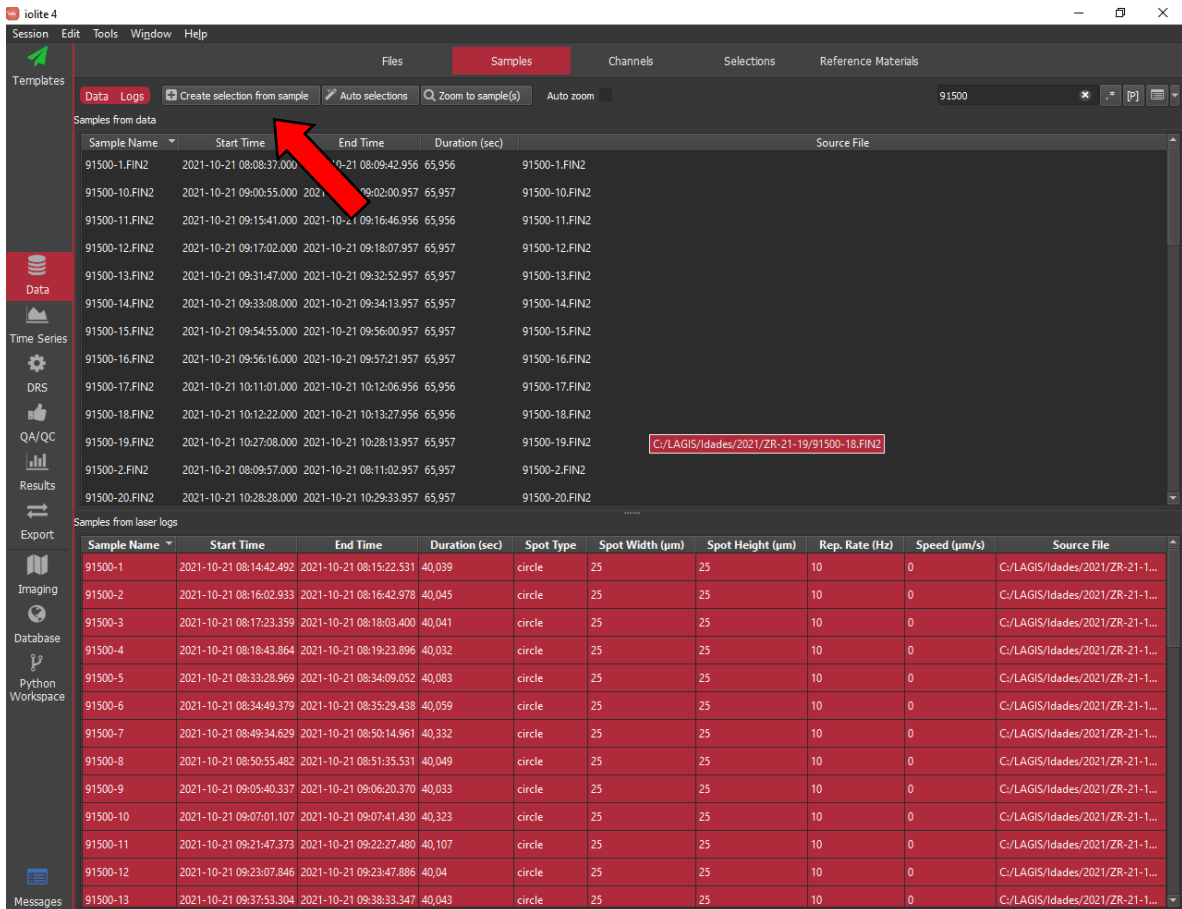 iolite 4
Session Edit Tools Window Help
Templates
Files Samples Channels Selections Reference Materials
Data Logs Create selection from sample Auto selections Zoom to sample(s) Auto zoom 91500 .* [P]
Samples from data
Sample Name Start Time End Time Duration (sec) Source File
91500-1.FIN2 2021-10-21 08:08:37.000 0-21 08:09:42.956 65,956 91500-1.FIN2
91500-10.FIN2 2021-10-21 09:00:55.000 202 09:02:00.957 65,957 91500-10.FIN2
91500-11.FIN2 2021-10-21 09:15:41.000 2021-10-21 09:16:46.956 65,956 91500-11.FIN2
91500-12.FIN2 2021-10-21 09:17:02.000 2021-10-21 09:18:07.957 65,957 91500-12.FIN2
91500-13.FIN2 2021-10-21 09:31:47.000 2021-10-21 09:32:52.957 65,957 91500-13.FIN2
91500-14.FIN2 2021-10-21 09:33:08.000 2021-10-21 09:34:13.957 65,957 91500-14.FIN2
91500-15.FIN2 2021-10-21 09:54:55.000 2021-10-21 09:56:00.957 65,957 91500-15.FIN2
91500-16.FIN2 2021-10-21 09:56:16.000 2021-10-21 09:57:21.957 65,957 91500-16.FIN2
91500-17.FIN2 2021-10-21 10:11:01.000 2021-10-21 10:12:06.956 65,956 91500-17.FIN2
91500-18.FIN2 2021-10-21 10:12:22.000 2021-10-21 10:13:27.956 65,956 91500-18.FIN2
91500-19.FIN2 2021-10-21 10:27:08.000 2021-10-21 10:28:13.957 65,957 91500-19.FIN2
C:/LAGIS/Idades/2021/ZR-21-19/91500-18.FIN2
91500-2.FIN2 2021-10-21 08:09:57.000 2021-10-21 08:11:02.957 65,957 91500-2.FIN2
91500-20.FIN2 2021-10-21 10:28:28.000 2021-10-21 10:29:33.957 65,957 91500-20.FIN2
Data
Time Series
DRS
QA/QC
Results
Export
Imaging
Database
Python
Workspace
Messages
Samples from laser logs
Sample Name Start Time End Time Duration (sec) Spot Type Spot Width (µm) Spot Height (µm) Rep. Rate (Hz) Speed (µm/s) Source File
91500-1 2021-10-21 08:14:42.492 2021-10-21 08:15:22.531 40,039 circle 25 25 10 0 C:/LAGIS/Idades/2021/ZR-21-1...
91500-2 2021-10-21 08:16:02.933 2021-10-21 08:16:42.978 40,045 circle 25 25 10 0 C:/LAGIS/Idades/2021/ZR-21-1...
91500-3 2021-10-21 08:17:23.359 2021-10-21 08:18:03.400 40,041 circle 25 25 10 0 C:/LAGIS/Idades/2021/ZR-21-1...
91500-4 2021-10-21 08:18:43.864 2021-10-21 08:19:23.896 40,032 circle 25 25 10 0 C:/LAGIS/Idades/2021/ZR-21-1...
91500-5 2021-10-21 08:33:28.969 2021-10-21 08:34:09.052 40,083 circle 25 25 10 0 C:/LAGIS/Idades/2021/ZR-21-1...
91500-6 2021-10-21 08:34:49.379 2021-10-21 08:35:29.438 40,059 circle 25 25 10 0 C:/LAGIS/Idades/2021/ZR-21-1...
91500-7 2021-10-21 08:49:34.629 2021-10-21 08:50:14.961 40,332 circle 25 25 10 0 C:/LAGIS/Idades/2021/ZR-21-1...
91500-8 2021-10-21 08:50:55.482 2021-10-21 08:51:35.531 40,049 circle 25 25 10 0 C:/LAGIS/Idades/2021/ZR-21-1...
91500-9 2021-10-21 09:05:40.337 2021-10-21 09:06:20.370 40,033 circle 25 25 10 0 C:/LAGIS/Idades/2021/ZR-21-1...
91500-10 2021-10-21 09:07:01.107 2021-10-21 09:07:41.430 40,323 circle 25 25 10 0 C:/LAGIS/Idades/2021/ZR-21-1...
91500-11 2021-10-21 09:21:47.373 2021-10-21 09:22:27.480 40,107 circle 25 25 10 0 C:/LAGIS/Idades/2021/ZR-21-1...
91500-12 2021-10-21 09:23:07.846 2021-10-21 09:23:47.886 40,04 circle 25 25 10 0 C:/LAGIS/Idades/2021/ZR-21-1...
91500-13 2021-10-21 09:37:53.304 2021-10-21 09:38:33.347 40,043 circle 25 25 10 0 C:/LAGIS/Idades/2021/ZR-21-1...